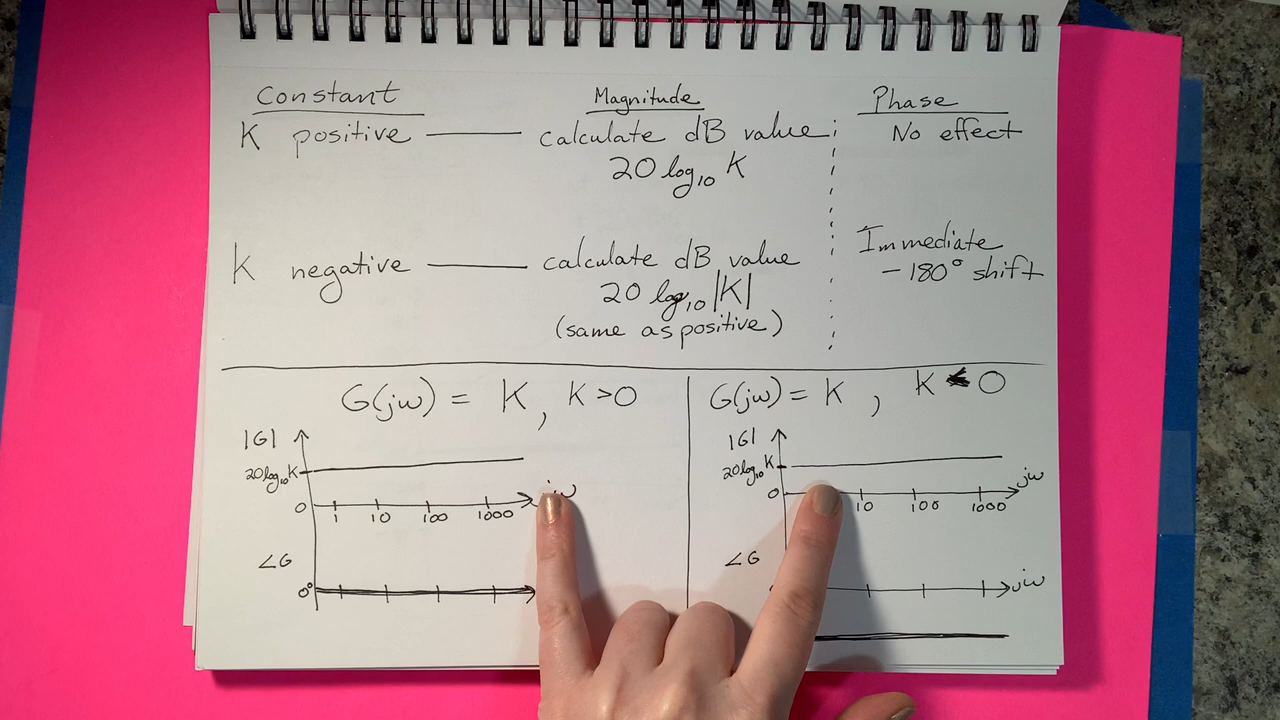 Constant Magnitude Phase
K positive — calculate dB value No effect
20 log₁₀ K
K negative — calculate dB value Immediate
20 log₁₀ |K| -180° shift
(same as positive)
G(jω) = K, K > 0
|G|
20log₁₀K
0 1 10 100 1000
∠G
0°
G(jω) = K, K < 0
|G|
20log₁₀K
0 10 100 1000 jω
∠G
jω